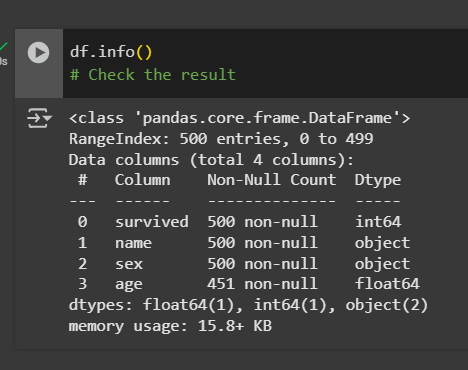 df.info()
# Check the result
<class 'pandas.core.frame.DataFrame'>
RangeIndex: 500 entries, 0 to 499
Data columns (total 4 columns):
 #   Column    Non-Null Count  Dtype
---  ------    --------------  -----
 0   survived  500 non-null    int64
 1   name      500 non-null    object
 2   sex       500 non-null    object
 3   age       451 non-null    float64
dtypes: float64(1), int64(1), object(2)
memory usage: 15.8+ KB